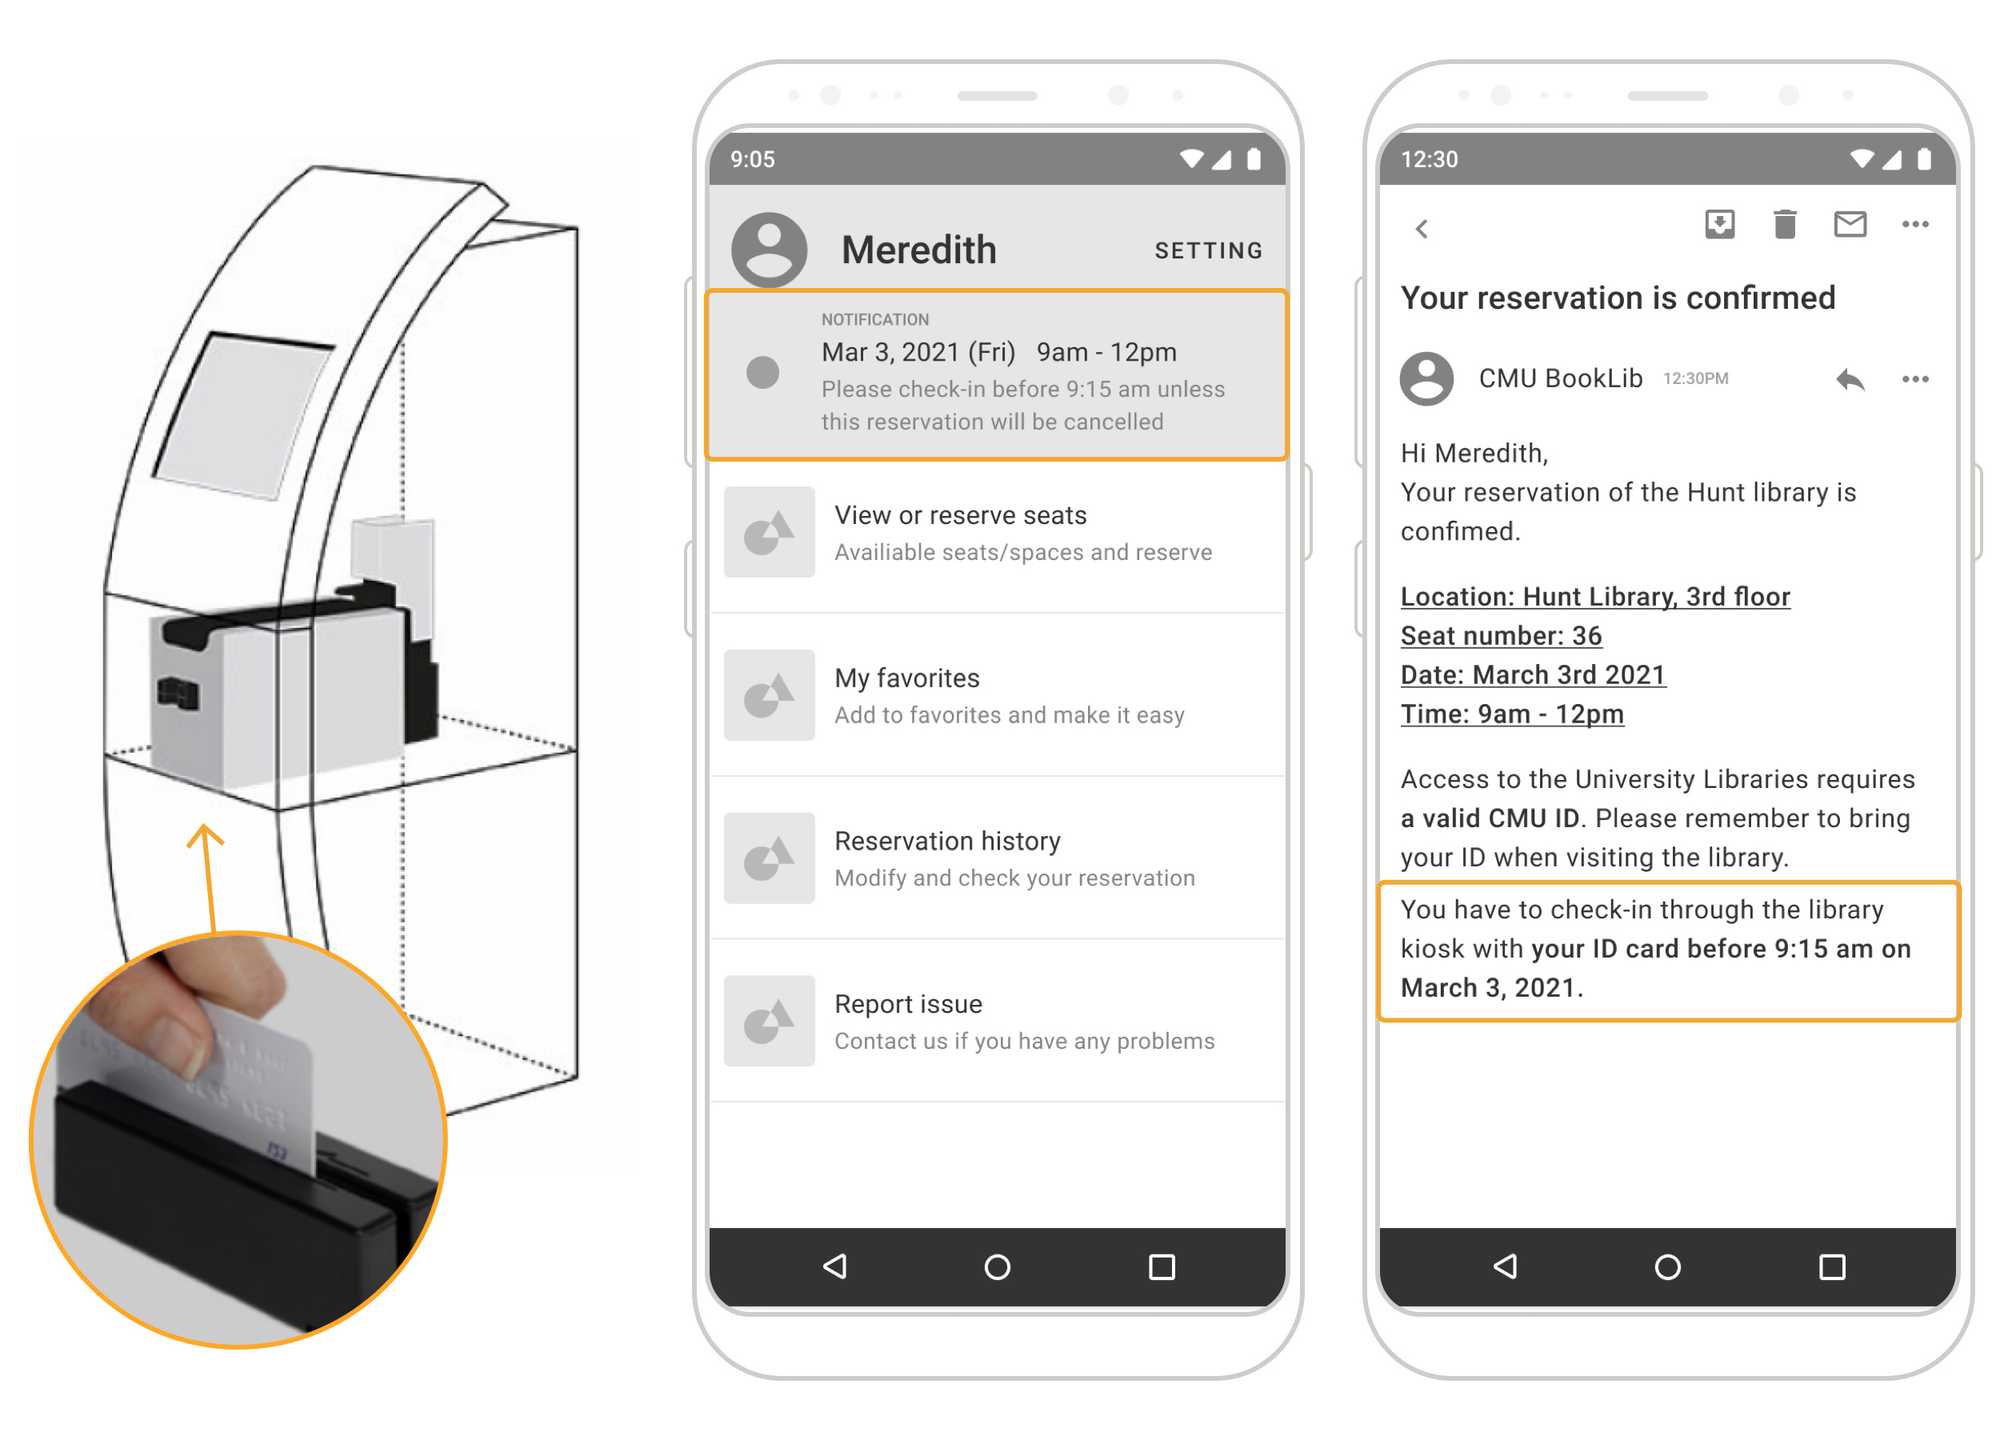 9:05
Meredith
SETTING
NOTIFICATION
Mar 3, 2021 (Fri) 9am - 12pm
Please check-in before 9:15 am unless
this reservation will be cancelled
View or reserve seats
Availiable seats/spaces and reserve
My favorites
Add to favorites and make it easy
Reservation history
Modify and check your reservation
Report issue
Contact us if you have any problems
12:30
Your reservation is confirmed
CMU BookLib 12:30PM
Hi Meredith,
Your reservation of the Hunt library is
confimed.
Location: Hunt Library, 3rd floor
Seat number: 36
Date: March 3rd 2021
Time: 9am - 12pm
Access to the University Libraries requires
a valid CMU ID. Please remember to bring
your ID when visiting the library.
You have to check-in through the library
kiosk with your ID card before 9:15 am on
March 3, 2021.